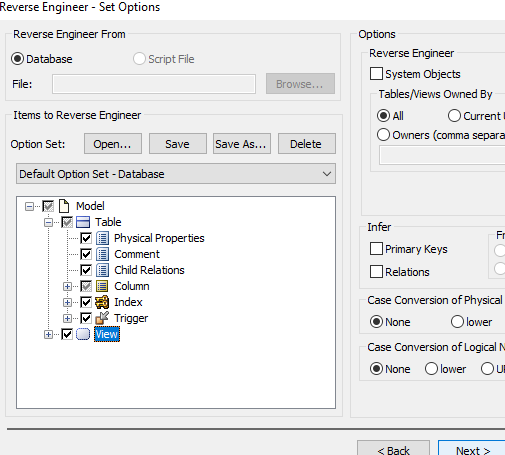 Reverse Engineer - Set Options
Reverse Engineer From
Database
Script File
File:
Browse...
Items to Reverse Engineer
Option Set:
Open...
Save
Save As...
Delete
Default Option Set - Database
Model
Table
Physical Properties
Comment
Child Relations
Column
Index
Trigger
View
Options
Reverse Engineer
System Objects
Tables/Views Owned By
All
Current
Owners (comma separa
Infer
Primary Keys
Relations
Fr
Case Conversion of Physical
None
lower
Case Conversion of Logical N
None
lower
UP
< Back
Next >